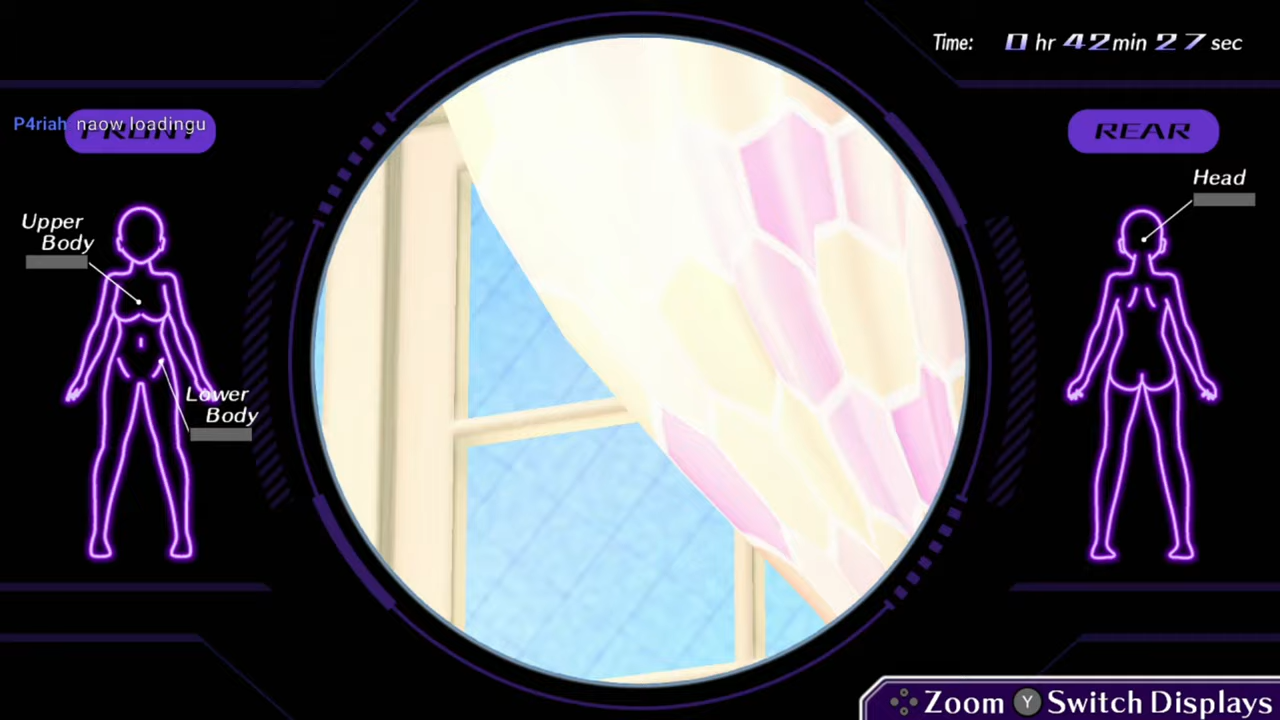 Time: 0 hr 42 min 27 sec
P4riah naow loadingu
FRONT
REAR
Head
Upper
Body
Lower
Body
Zoom Y Switch Displays